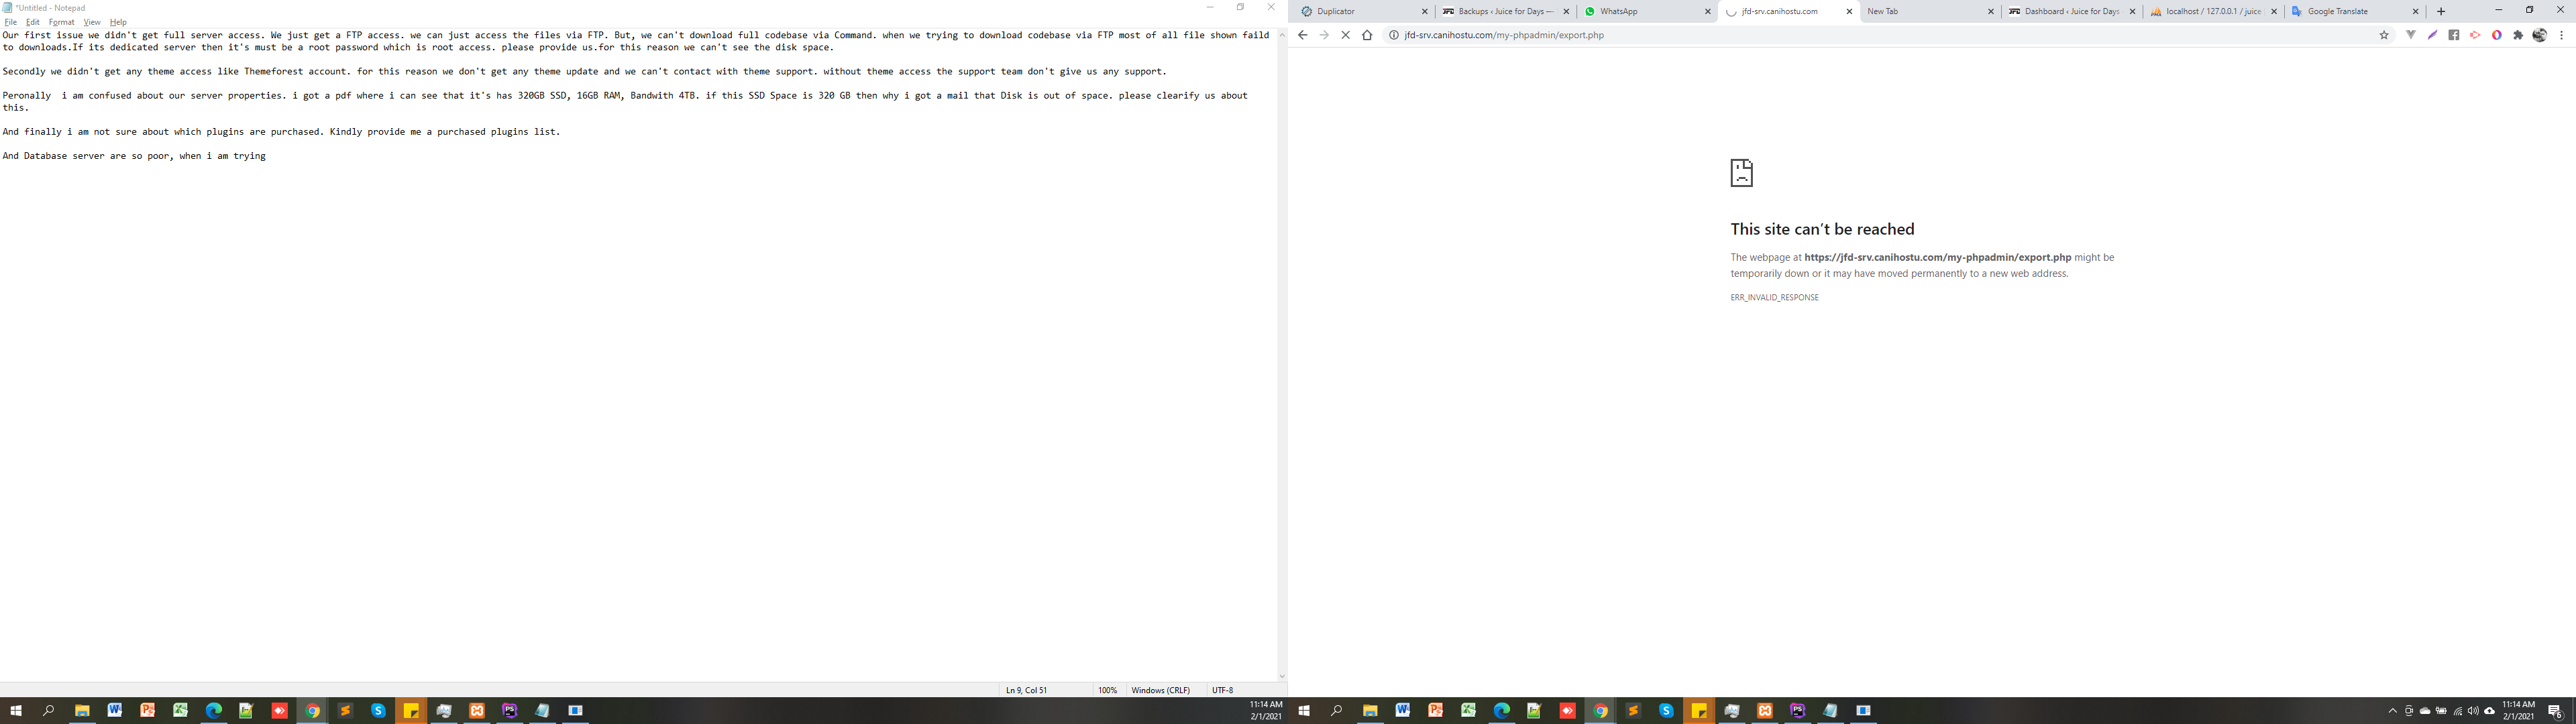 *Untitled - Notepad
File Edit Format View Help
Our first issue we didn't get full server access. We just get a FTP access. we can just access the files via FTP. But, we can't download full codebase via Command. when we trying to download codebase via FTP most of all file shown faild
to downloads.If its dedicated server then it's must be a root password which is root access. please provide us.for this reason we can't see the disk space.
Secondly we didn't get any theme access like Themeforest account. for this reason we don't get any theme update and we can't contact with theme support. without theme access the support team don't give us any support.
Peronally  i am confused about our server properties. i got a pdf where i can see that it's has 320GB SSD, 16GB RAM, Bandwith 4TB. if this SSD Space is 320 GB then why i got a mail that Disk is out of space. please clearify us about
this.
And finally i am not sure about which plugins are purchased. Kindly provide me a purchased plugins list.
And Database server are so poor, when i am trying
Ln 9, Col 51 100% Windows (CRLF) UTF-8
11:14 AM
2/1/2021
Duplicator Backups ‹ Juice for Days — WhatsApp jfd-srv.canihostu.com New Tab Dashboard ‹ Juice for Days localhost / 127.0.0.1 / juice Google Translate
jfd-srv.canihostu.com/my-phpadmin/export.php
This site can't be reached
The webpage at https://jfd-srv.canihostu.com/my-phpadmin/export.php might be
temporarily down or it may have moved permanently to a new web address.
ERR_INVALID_RESPONSE
11:14 AM
2/1/2021